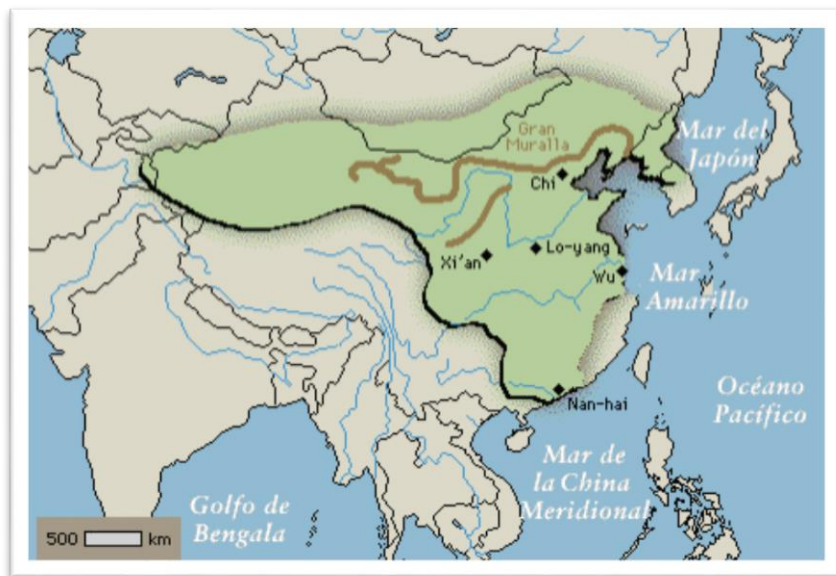 Gran
Muralla
Mar del
Japón
Chi
Lo-yang
Xi'an
Wu
Mar
Amarillo
Nan-hai
Océano
Pacífico
Mar de
la China
Meridional
Golfo de
Bengala
500 km